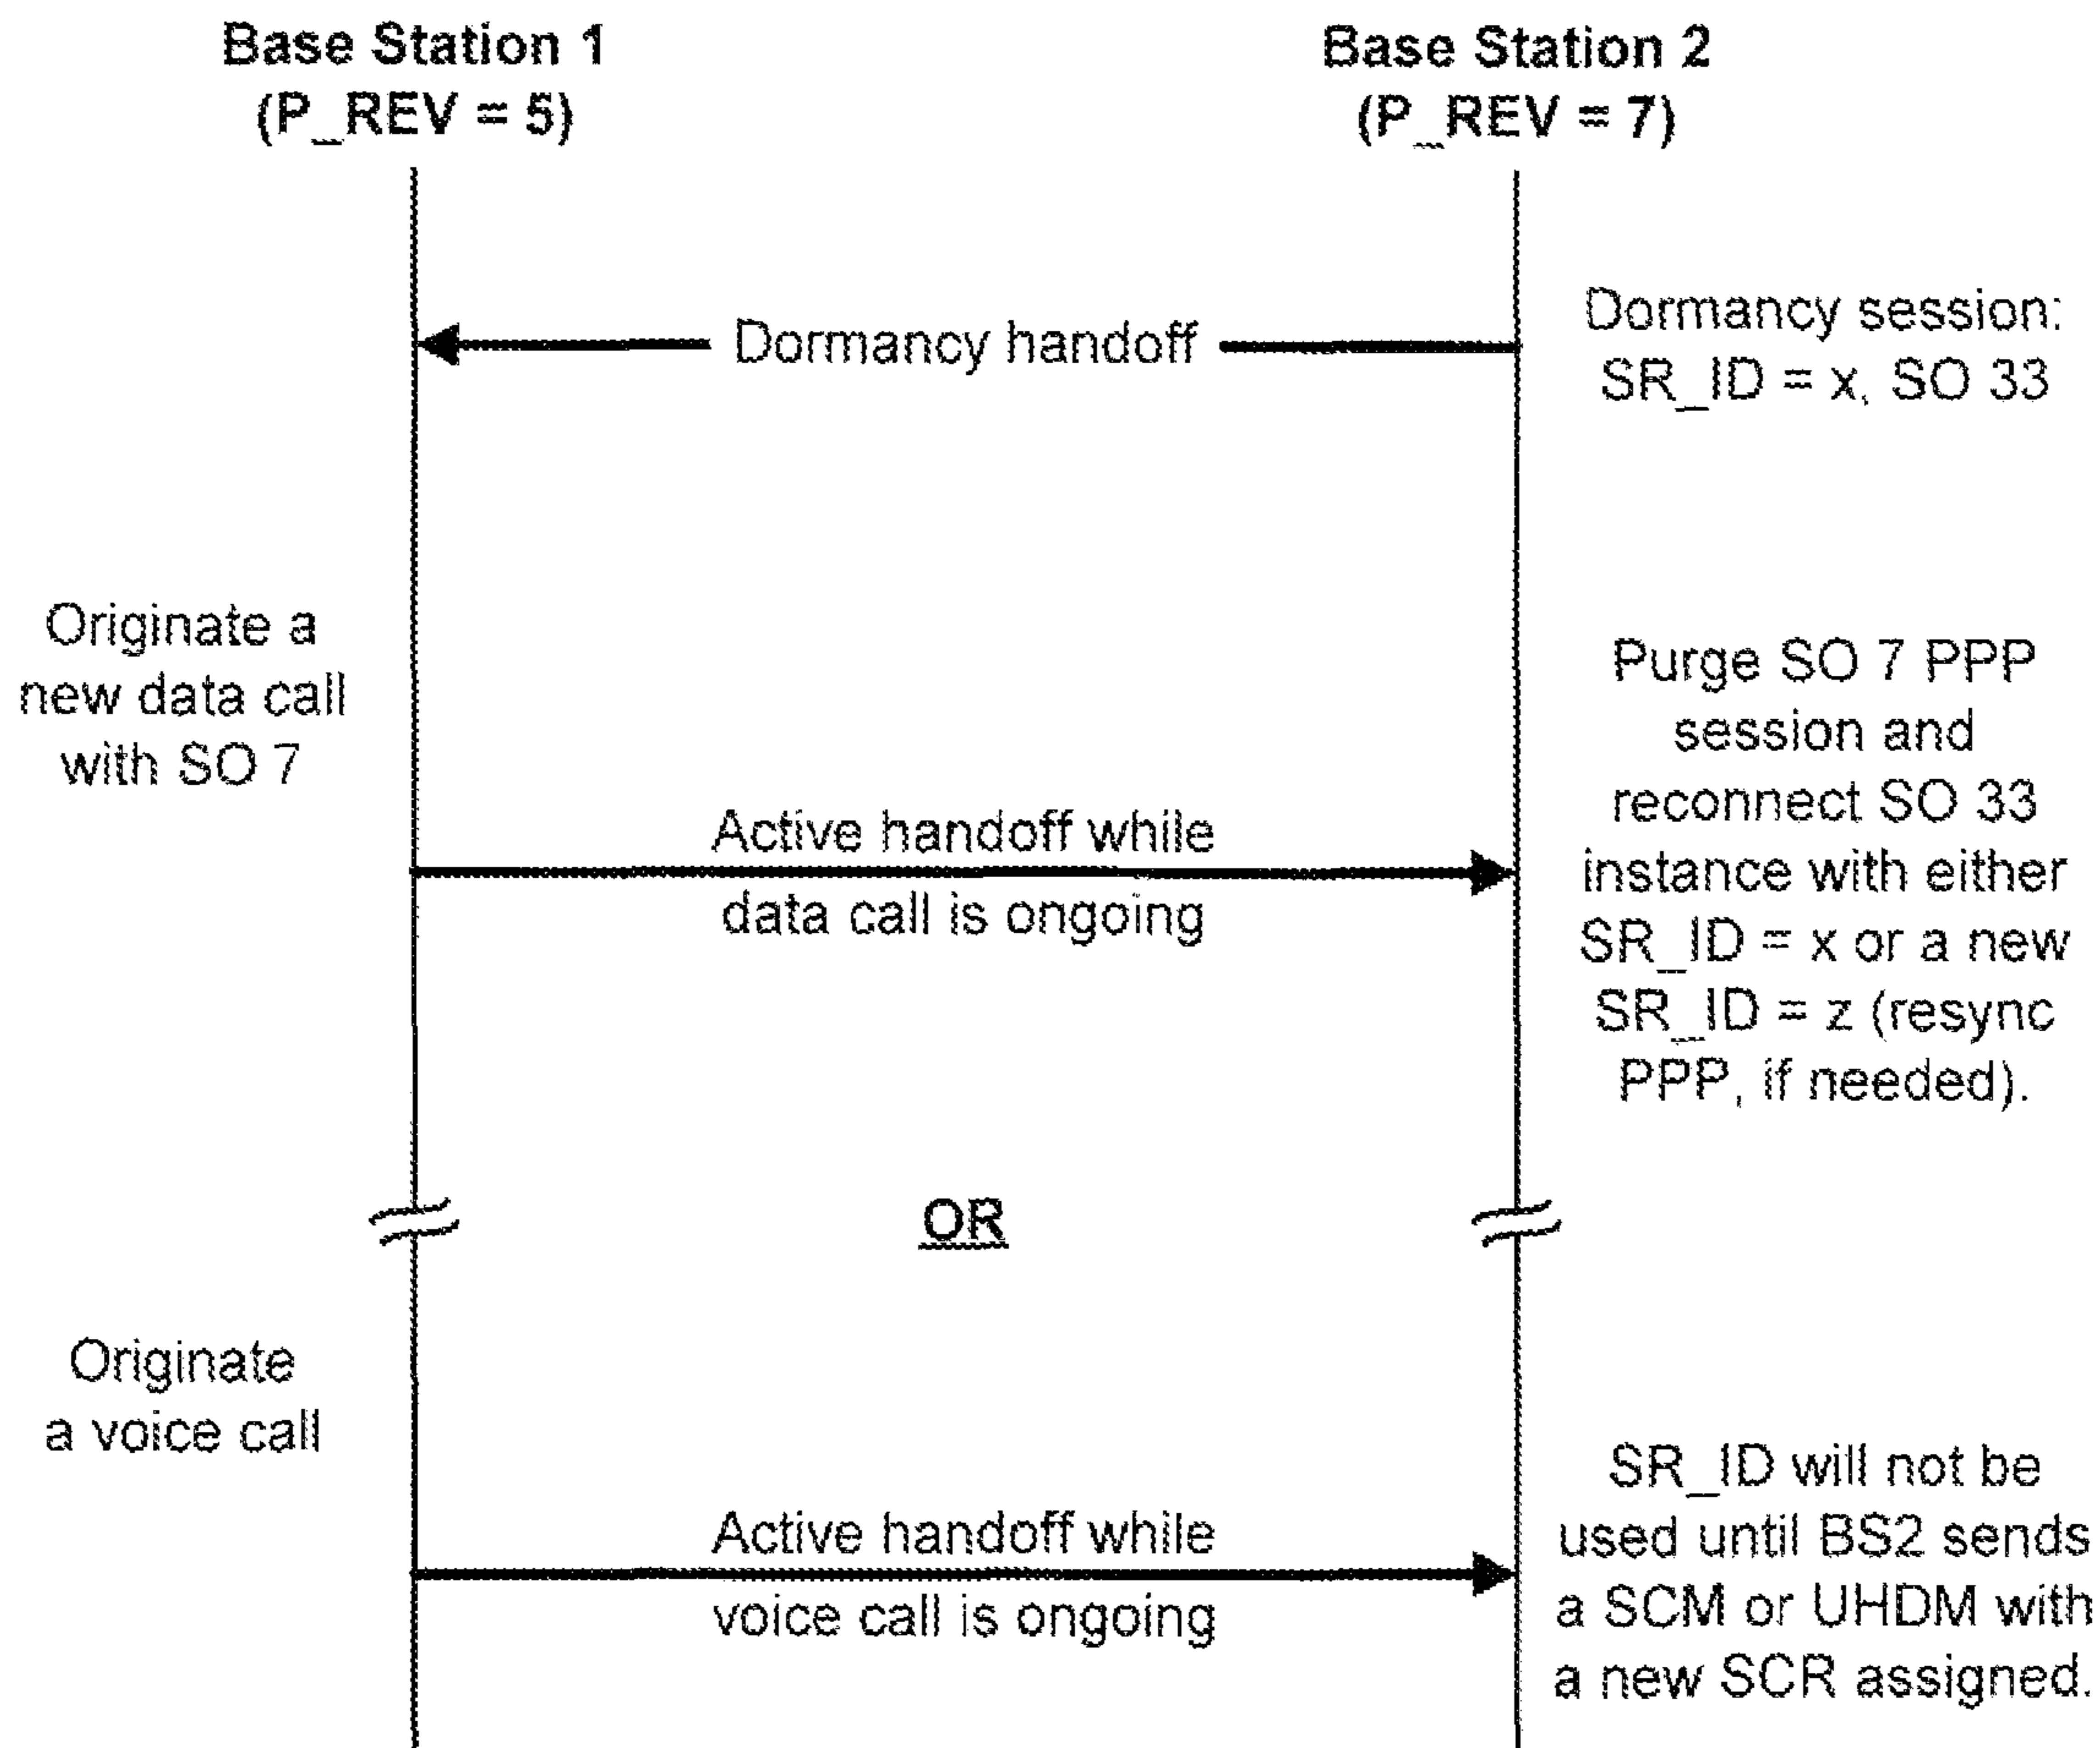 Base Station 1
(P_REV = 5)
Base Station 2
(P_REV = 7)
Dormancy handoff
Dormancy session:
SR_ID = x, SO 33
Originate a
new data call
with SO 7
Active handoff while
data call is ongoing
Purge SO 7 PPP
session and
reconnect SO 33
instance with either
SR_ID = x or a new
SR_ID = z (resync
PPP, if needed).
OR
Originate
a voice call
Active handoff while
voice call is ongoing
SR_ID will not be
used until BS2 sends
a SCM or UHDM with
a new SCR assigned.